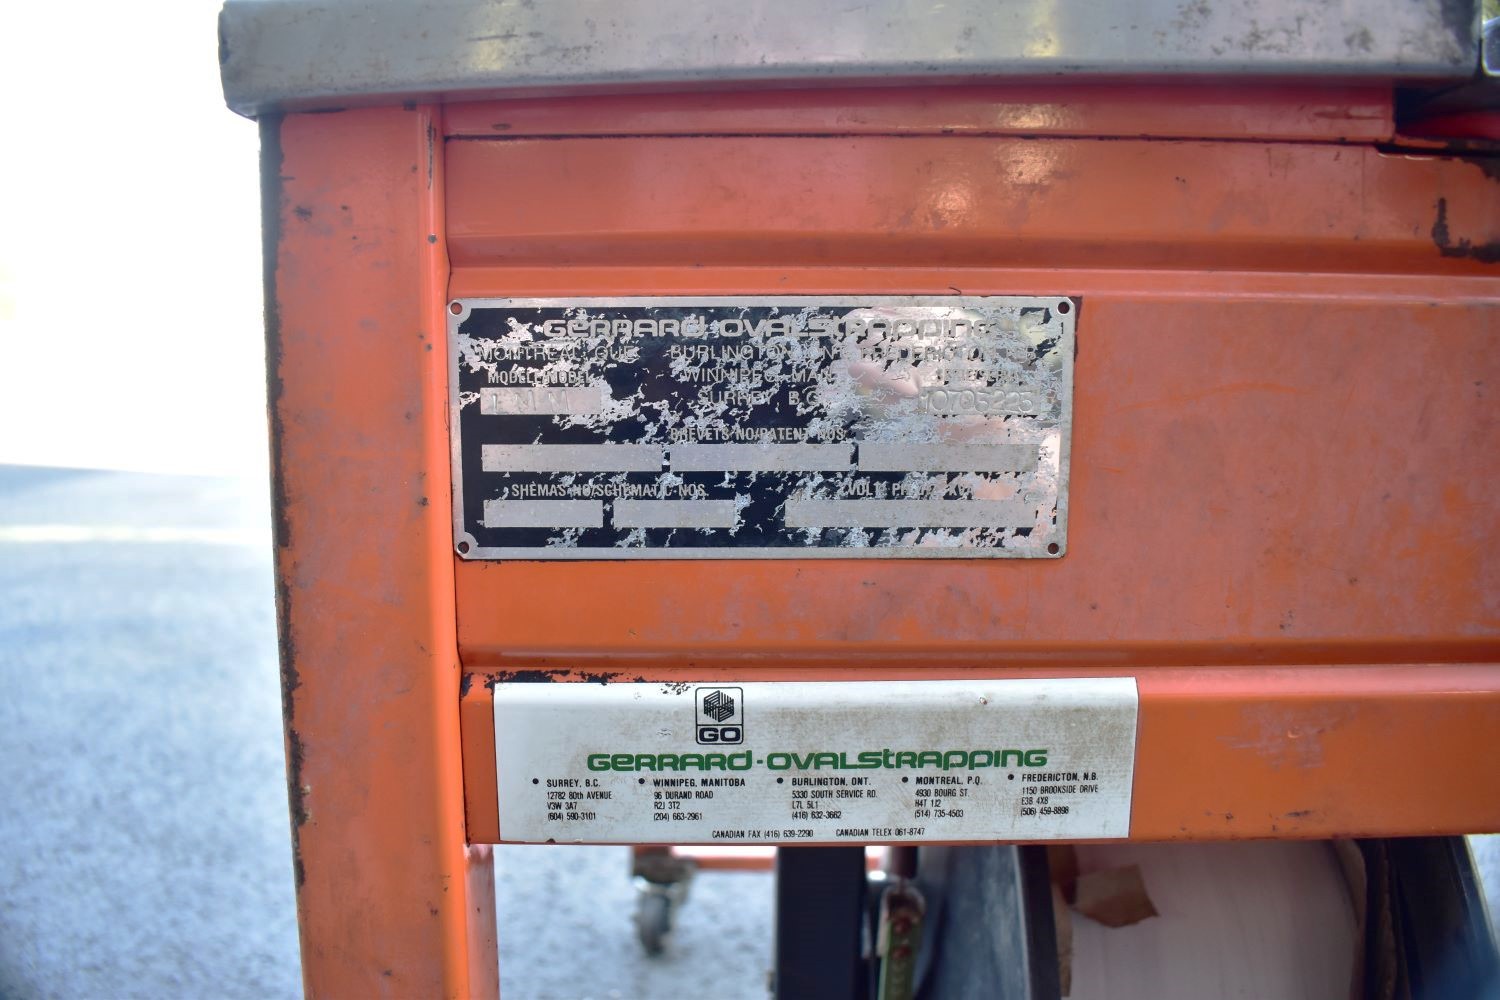 GERRARD-OVALSTRAPPING
MONTREAL, QUE. BURLINGTON, ONT. FREDERICTON, N.B.
MODELE/MODEL WINNIPEG, MAN.
SURREY B.C. 10705225
BREVETS NO/PATENT NOS
SHEMAS NO/SCHEMATIC NOS
GO
GERRARD-OVALSTRAPPING
• SURREY, B.C. • WINNIPEG, MANITOBA • BURLINGTON, ONT. • MONTREAL, P.Q. • FREDERICTON, N.B.
12782 80th AVENUE 96 DURAND ROAD 5330 SOUTH SERVICE RD. 4930 BOURG ST. 1150 BROOKSIDE DRIVE
V3W 3A7 R2J 3T2 L7L 5L1 H4T 1J2 E3B 4X8
(604) 590-3101 (204) 663-2961 (416) 632-3662 (514) 735-4503 (506) 459-8898
CANADIAN FAX (416) 639-2290 CANADIAN TELEX 061-8747